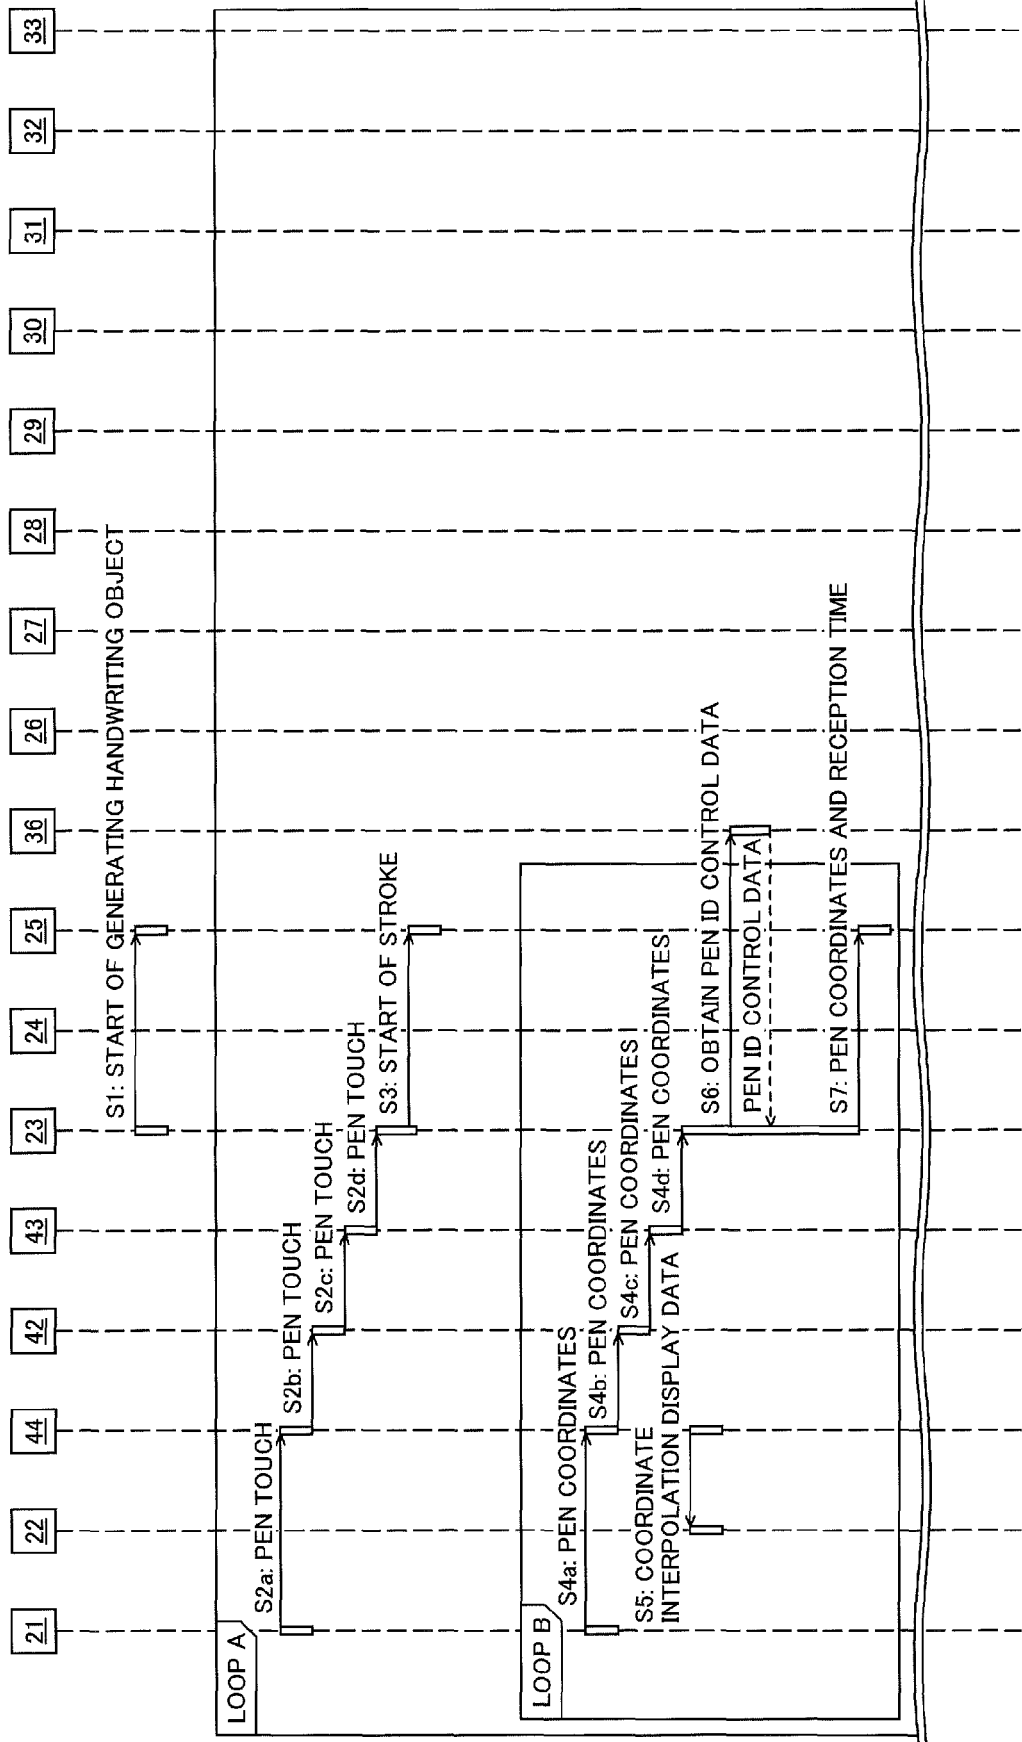 21
22
44
42
43
23
24
25
36
26
27
28
29
30
31
32
33
S1: START OF GENERATING HANDWRITING OBJECT
LOOP A
S2a: PEN TOUCH
S2b: PEN TOUCH
S2c: PEN TOUCH
S2d: PEN TOUCH
S3: START OF STROKE
LOOP B
S4a: PEN COORDINATES
S4b: PEN COORDINATES
S4c: PEN COORDINATES
S4d: PEN COORDINATES
S5: COORDINATE
INTERPOLATION DISPLAY DATA
S6: OBTAIN PEN ID CONTROL DATA
PEN ID CONTROL DATA
S7: PEN COORDINATES AND RECEPTION TIME